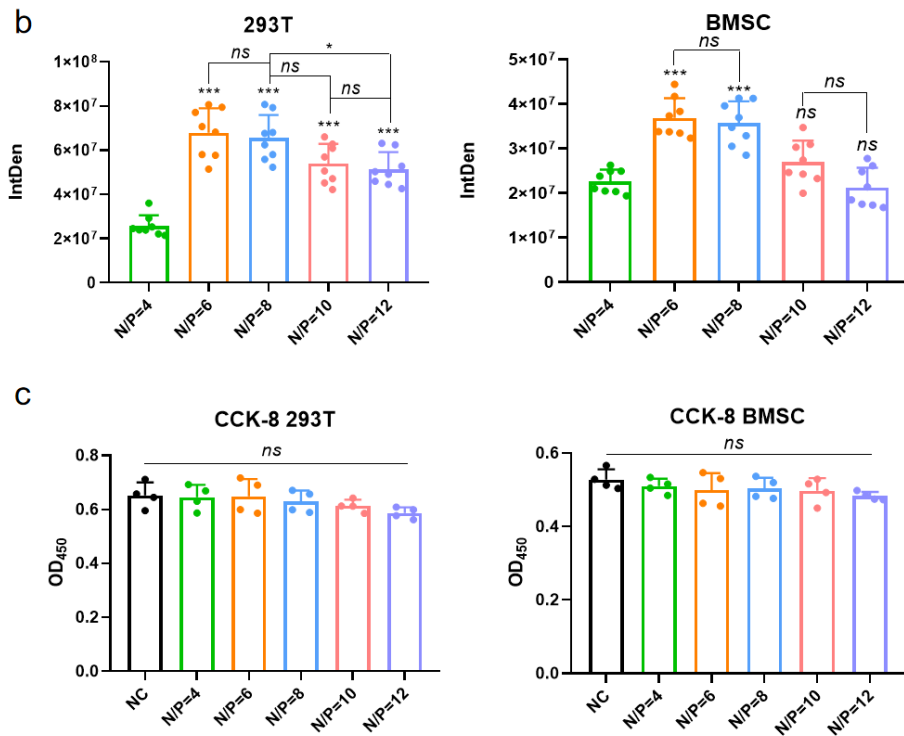 b
293T
BMSC
IntDen
1×10⁸
8×10⁷
6×10⁷
4×10⁷
2×10⁷
0
ns
*
ns
ns
***
***
***
***
N/P=4
N/P=6
N/P=8
N/P=10
N/P=12
IntDen
5×10⁷
4×10⁷
3×10⁷
2×10⁷
1×10⁷
0
ns
***
***
ns
ns
ns
N/P=4
N/P=6
N/P=8
N/P=10
N/P=12
c
CCK-8 293T
CCK-8 BMSC
OD₄₅₀
0.8
0.6
0.4
0.2
0.0
ns
NC
N/P=4
N/P=6
N/P=8
N/P=10
N/P=12
OD₄₅₀
0.6
0.4
0.2
0.0
ns
NC
N/P=4
N/P=6
N/P=8
N/P=10
N/P=12